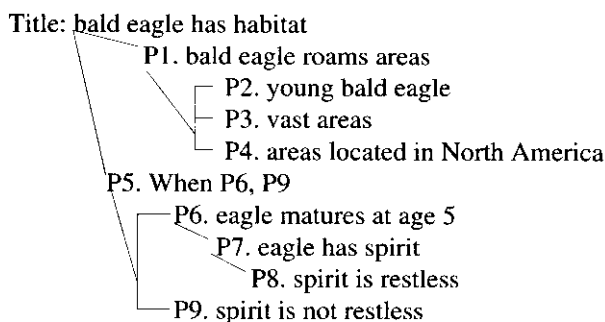 Title: bald eagle has habitat
P1. bald eagle roams areas
P2. young bald eagle
P3. vast areas
P4. areas located in North America
P5. When P6, P9
P6. eagle matures at age 5
P7. eagle has spirit
P8. spirit is restless
P9. spirit is not restless